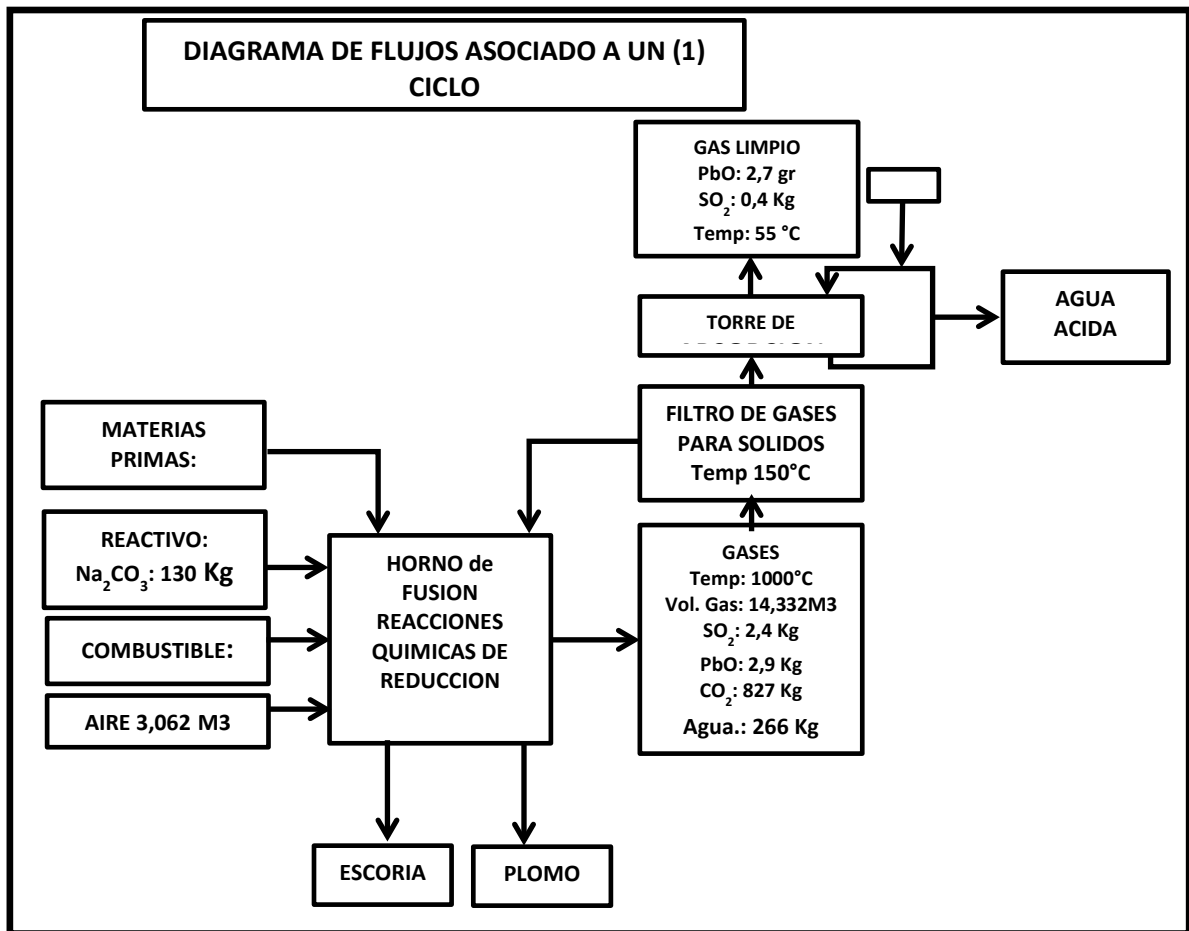 DIAGRAMA DE FLUJOS ASOCIADO A UN (1)
CICLO
GAS LIMPIO
PbO: 2,7 gr
SO₂: 0,4 Kg
Temp: 55 °C
TORRE DE
AGUA
ACIDA
FILTRO DE GASES
PARA SOLIDOS
Temp 150°C
MATERIAS
PRIMAS:
REACTIVO:
Na₂CO₃: 130 Kg
COMBUSTIBLE:
AIRE 3,062 M3
HORNO de
FUSION
REACCIONES
QUIMICAS DE
REDUCCION
GASES
Temp: 1000°C
Vol. Gas: 14,332M3
SO₂: 2,4 Kg
PbO: 2,9 Kg
CO₂: 827 Kg
Agua.: 266 Kg
ESCORIA
PLOMO